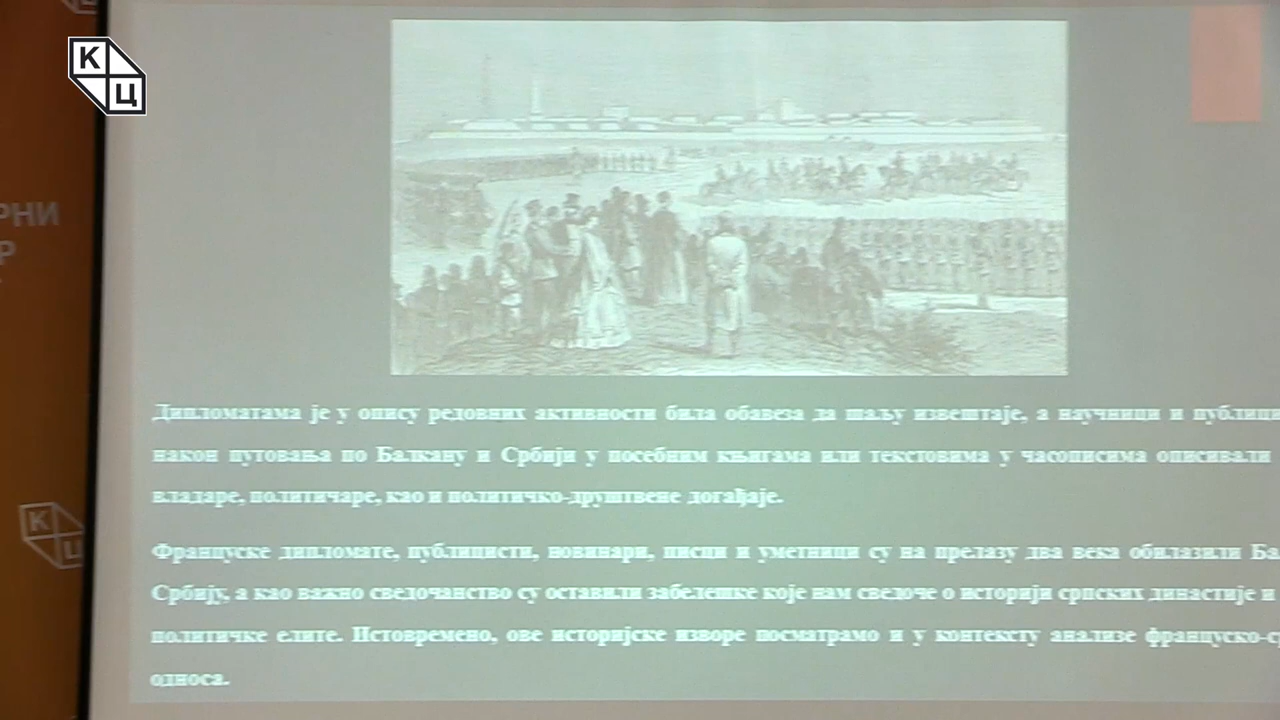 К
Ц
РНИ
Р
К
Ц
Дипломатама је у опису редовних активности била обавеза да шаљу извештаје, а научници и публици
након путовања по Балкану и Србији у посебним књигама или текстовима у часописима описивали
владаре, политичаре, као и политичко-друштвене догађаје.
Француске дипломате, публицисти, новинари, писци и уметници су на прелазу два века обилазили Ба
Србију, а као важно сведочанство су оставили забелешке које нам сведоче о историји српских династије и
политичке елите. Истовремено, ове историјске изворе посматрамо и у контексту анализе француско-ср
односа.